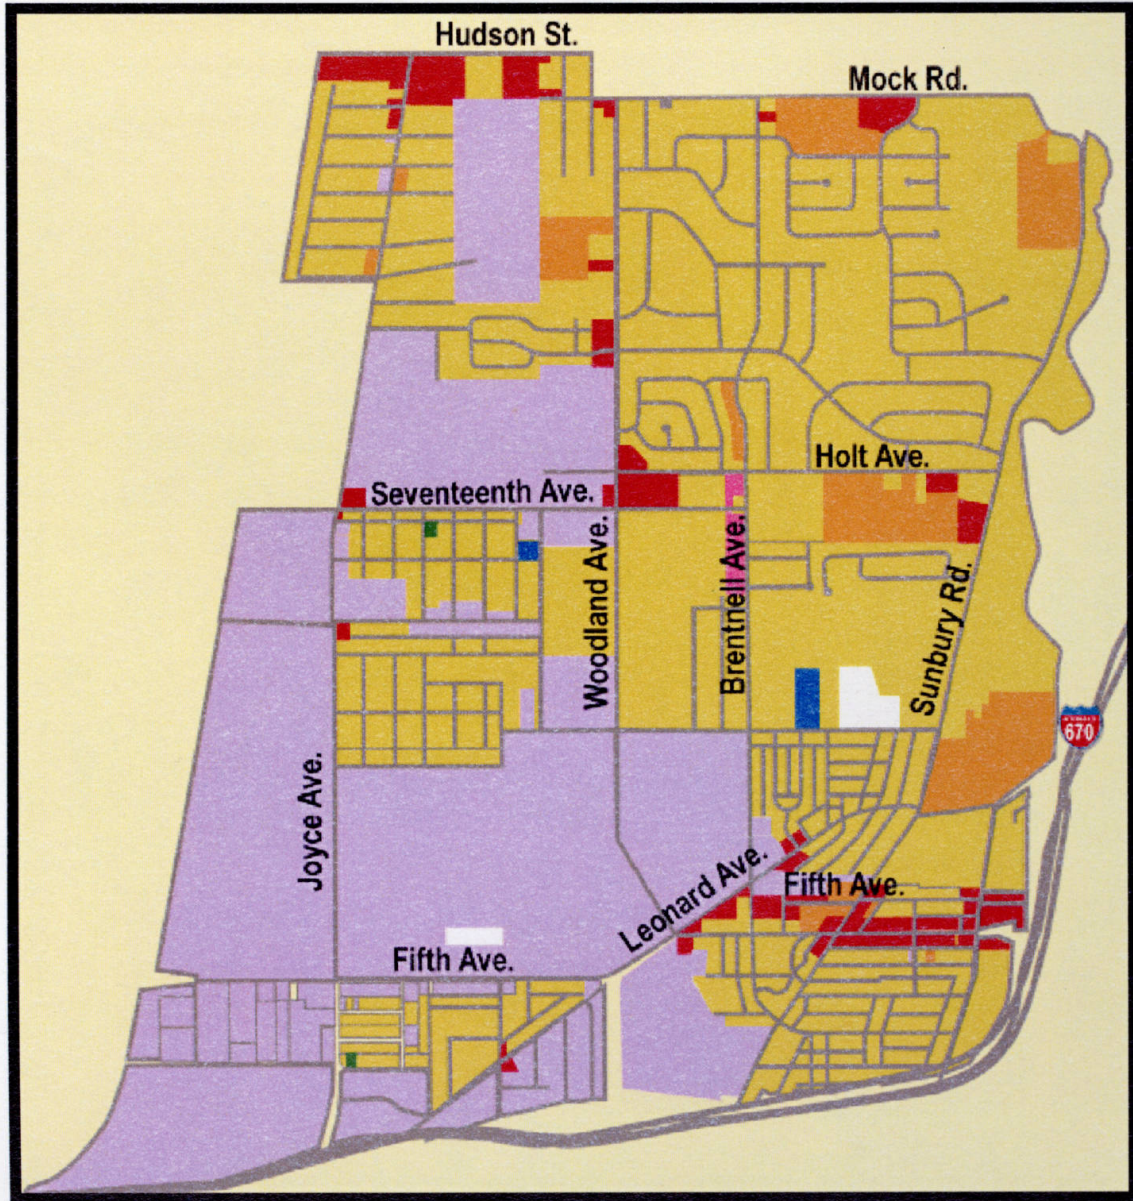 Hudson St.
Mock Rd.
Holt Ave.
Seventeenth Ave.
Woodland Ave.
Brentnell Ave.
Sunbury Rd.
670
Joyce Ave.
Leonard Ave.
Fifth Ave.
Fifth Ave.